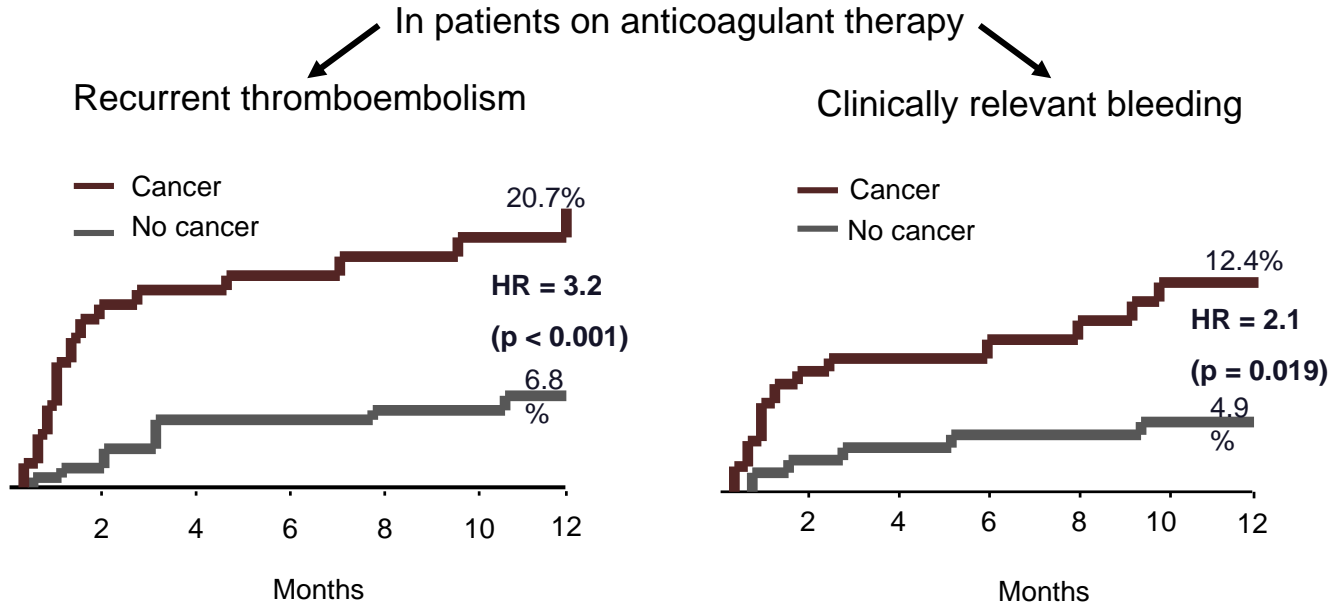 In patients on anticoagulant therapy
Recurrent thromboembolism
Cancer
No cancer
20.7%
HR = 3.2
(p < 0.001)
6.8
%
2 4 6 8 10 12
Months
Clinically relevant bleeding
Cancer
No cancer
12.4%
HR = 2.1
(p = 0.019)
4.9
%
2 4 6 8 10 12
Months